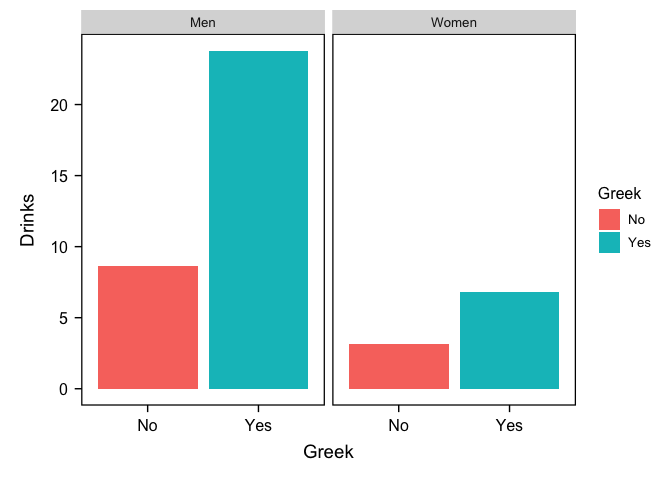 Men
Women
Drinks
20
15
10
5
0
No
Yes
No
Yes
Greek
Greek
No
Yes